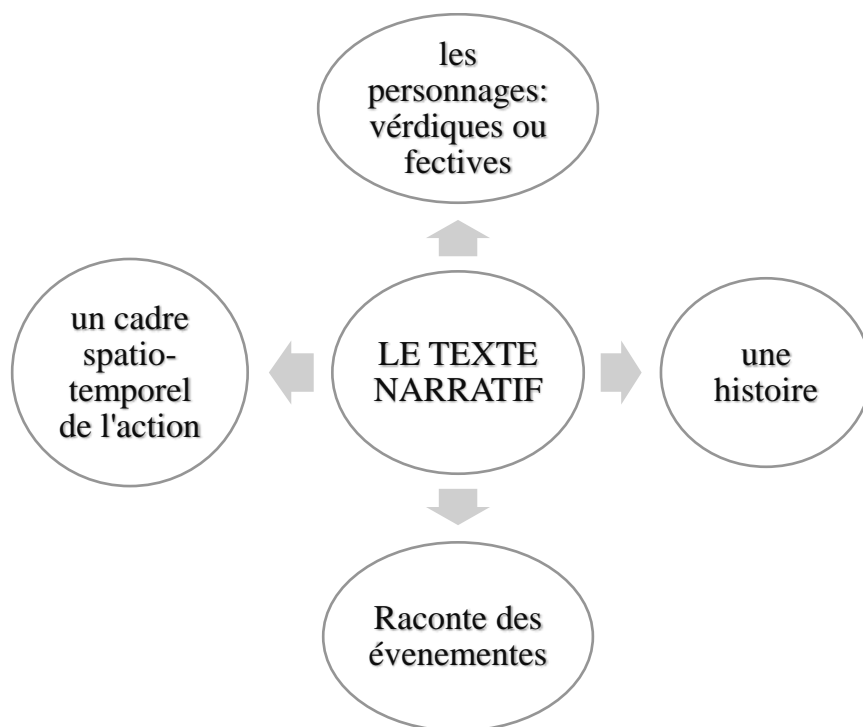 les
personnages:
vérdiques ou
fectives
un cadre
spatio-
temporel
de l'action
LE TEXTE
NARRATIF
une
histoire
Raconte des
évenementes